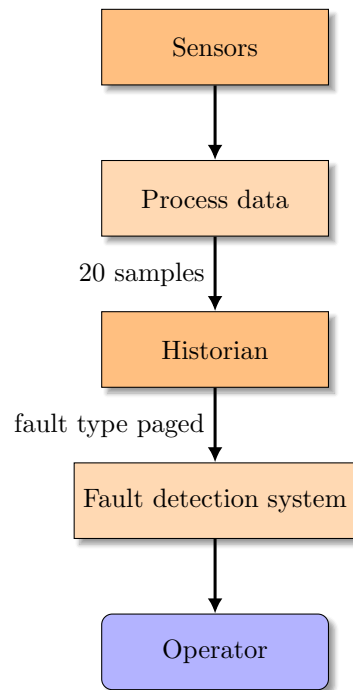 Sensors
Process data
20 samples
Historian
fault type paged
Fault detection system
Operator